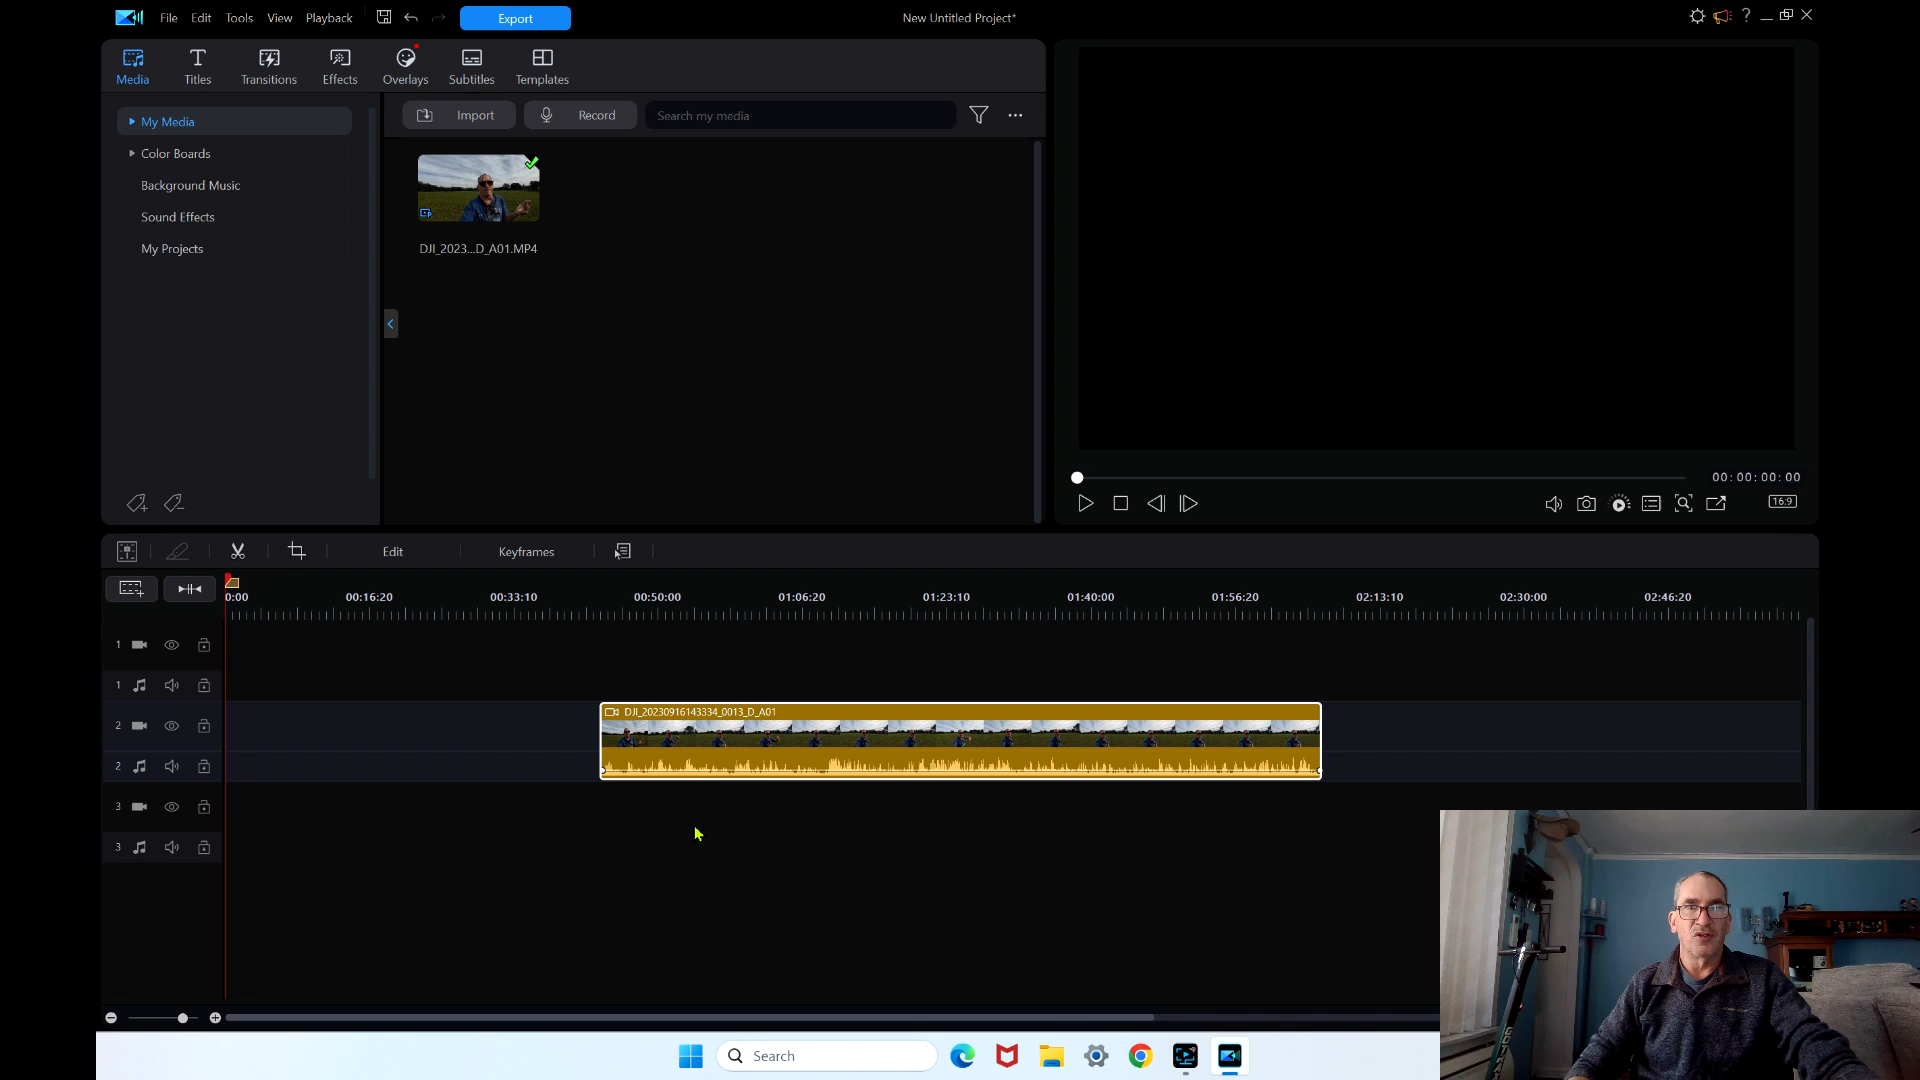 File Edit Tools View Playback Export New Untitled Project* ?
Media Titles Transitions Effects Overlays Subtitles Templates
My Media
Color Boards
Background Music
Sound Effects
My Projects
Import Record Search my media
DJI_2023...D_A01.MP4
00:00:00:00
16:9
Edit Keyframes
0:00 00:16:20 00:33:10 00:50:00 01:06:20 01:23:10 01:40:00 01:56:20 02:13:10 02:30:00 02:46:20
1
1
2
DJI_20230916143334_0013_D_A01
2
3
3
Search